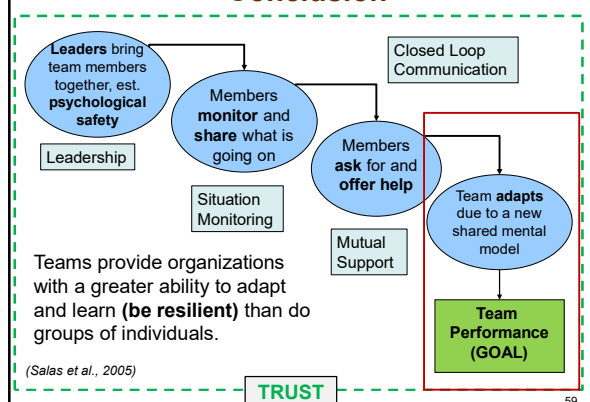 Conclusion
Leaders bring
team members
together, est.
psychological
safety
Leadership
Members
monitor and
share what is
going on
Situation
Monitoring
Closed Loop
Communication
Members
ask for and
offer help
Mutual
Support
Team adapts
due to a new
shared mental
model
Team
Performance
(GOAL)
Teams provide organizations
with a greater ability to adapt
and learn (be resilient) than do
groups of individuals.
(Salas et al., 2005)
TRUST
59